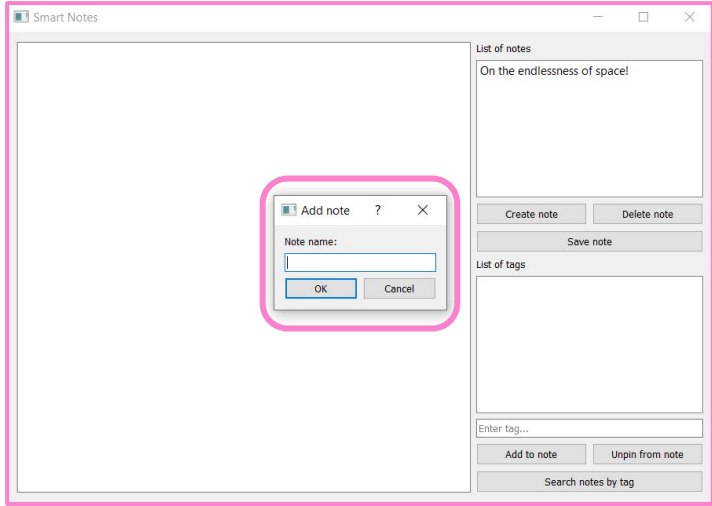 Smart Notes
List of notes
On the endlessness of space!
Add note ?
Note name:
OK Cancel
Create note Delete note
Save note
List of tags
Enter tag...
Add to note Unpin from note
Search notes by tag